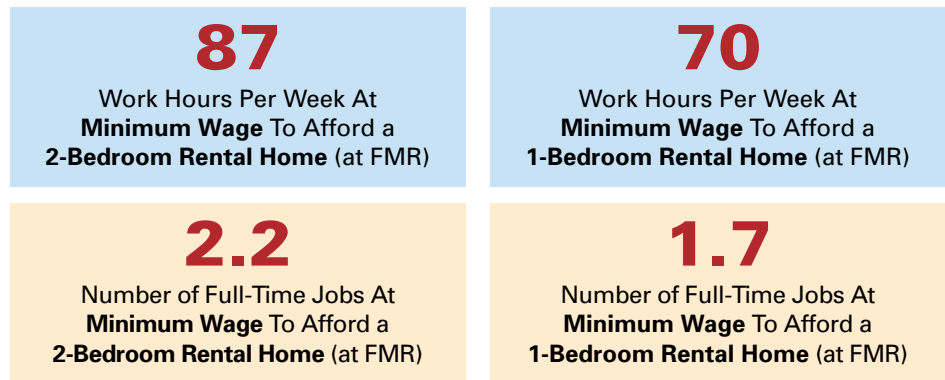 87
Work Hours Per Week At
Minimum Wage To Afford a
2-Bedroom Rental Home (at FMR)
70
Work Hours Per Week At
Minimum Wage To Afford a
1-Bedroom Rental Home (at FMR)
2.2
Number of Full-Time Jobs At
Minimum Wage To Afford a
2-Bedroom Rental Home (at FMR)
1.7
Number of Full-Time Jobs At
Minimum Wage To Afford a
1-Bedroom Rental Home (at FMR)